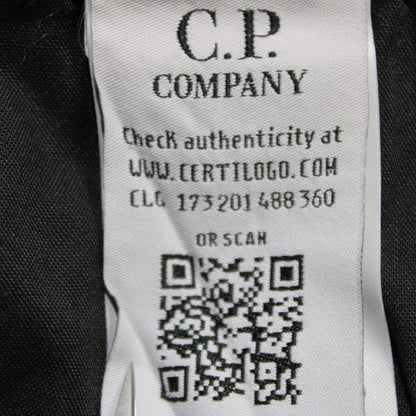 C.P.
COMPANY
Check authenticity at
WWW.CERTILOGO.COM
CLG 173 201 488 360
OR SCAN